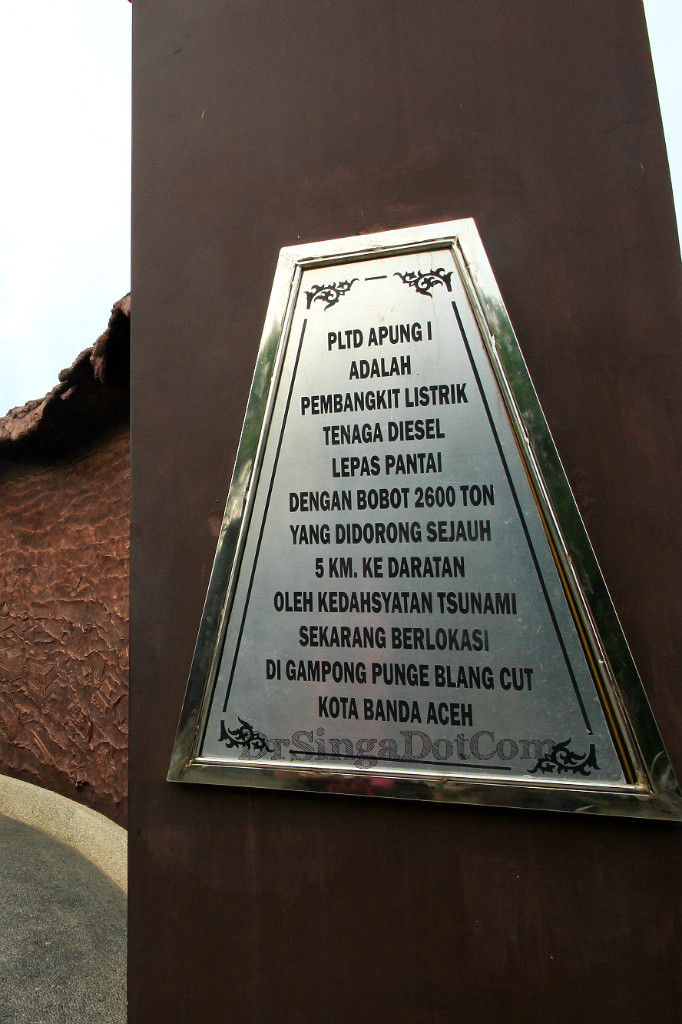 PLTD APUNG I
ADALAH
PEMBANGKIT LISTRIK
TENAGA DIESEL
LEPAS PANTAI
DENGAN BOBOT 2600 TON
YANG DIDORONG SEJAUH
5 KM. KE DARATAN
OLEH KEDAHSYATAN TSUNAMI
SEKARANG BERLOKASI
DI GAMPONG PUNGE BLANG CUT
KOTA BANDA ACEH
DrSingaDotCom